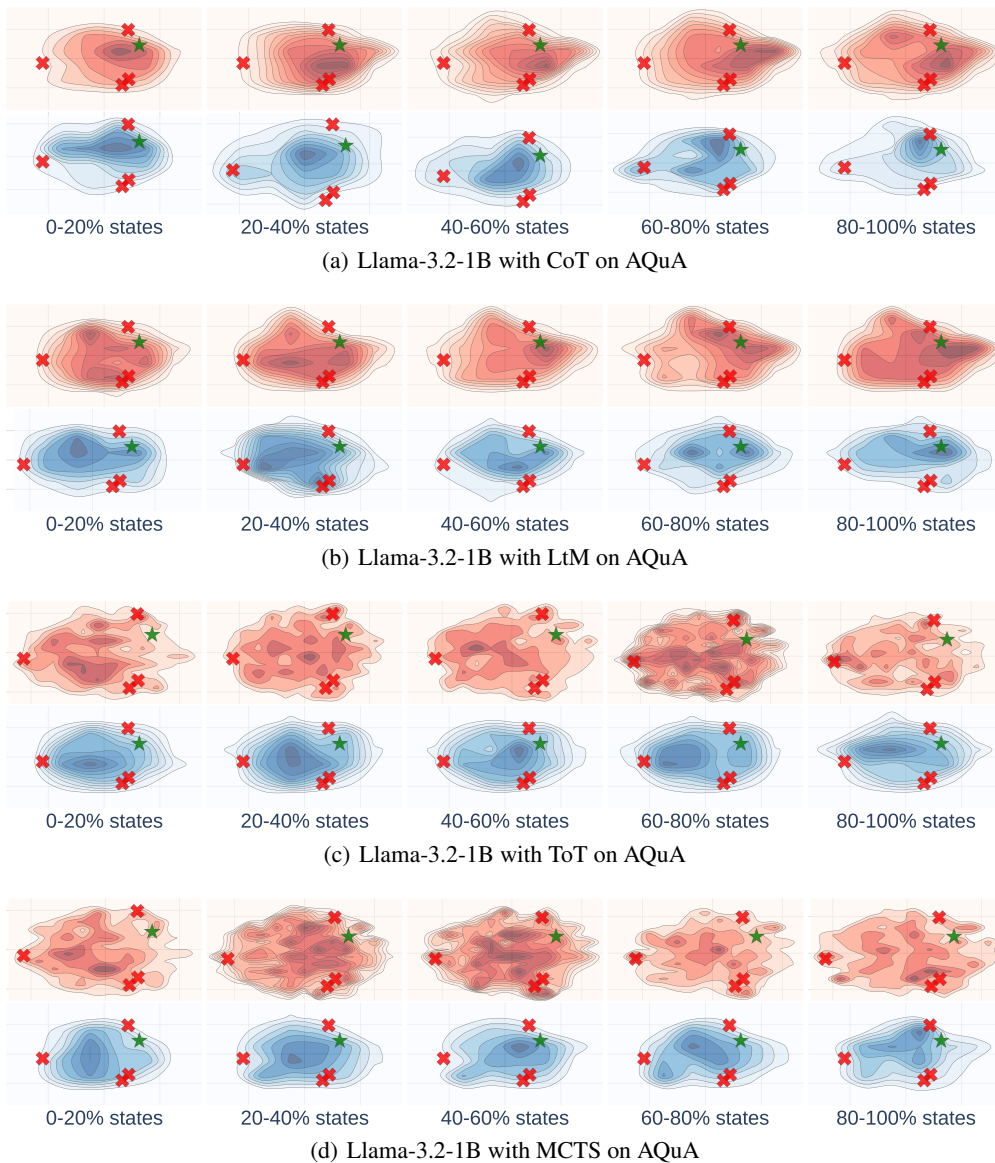 0-20% states 20-40% states 40-60% states 60-80% states 80-100% states
(a) Llama-3.2-1B with CoT on AQuA
0-20% states 20-40% states 40-60% states 60-80% states 80-100% states
(b) Llama-3.2-1B with LtM on AQuA
0-20% states 20-40% states 40-60% states 60-80% states 80-100% states
(c) Llama-3.2-1B with ToT on AQuA
0-20% states 20-40% states 40-60% states 60-80% states 80-100% states
(d) Llama-3.2-1B with MCTS on AQuA